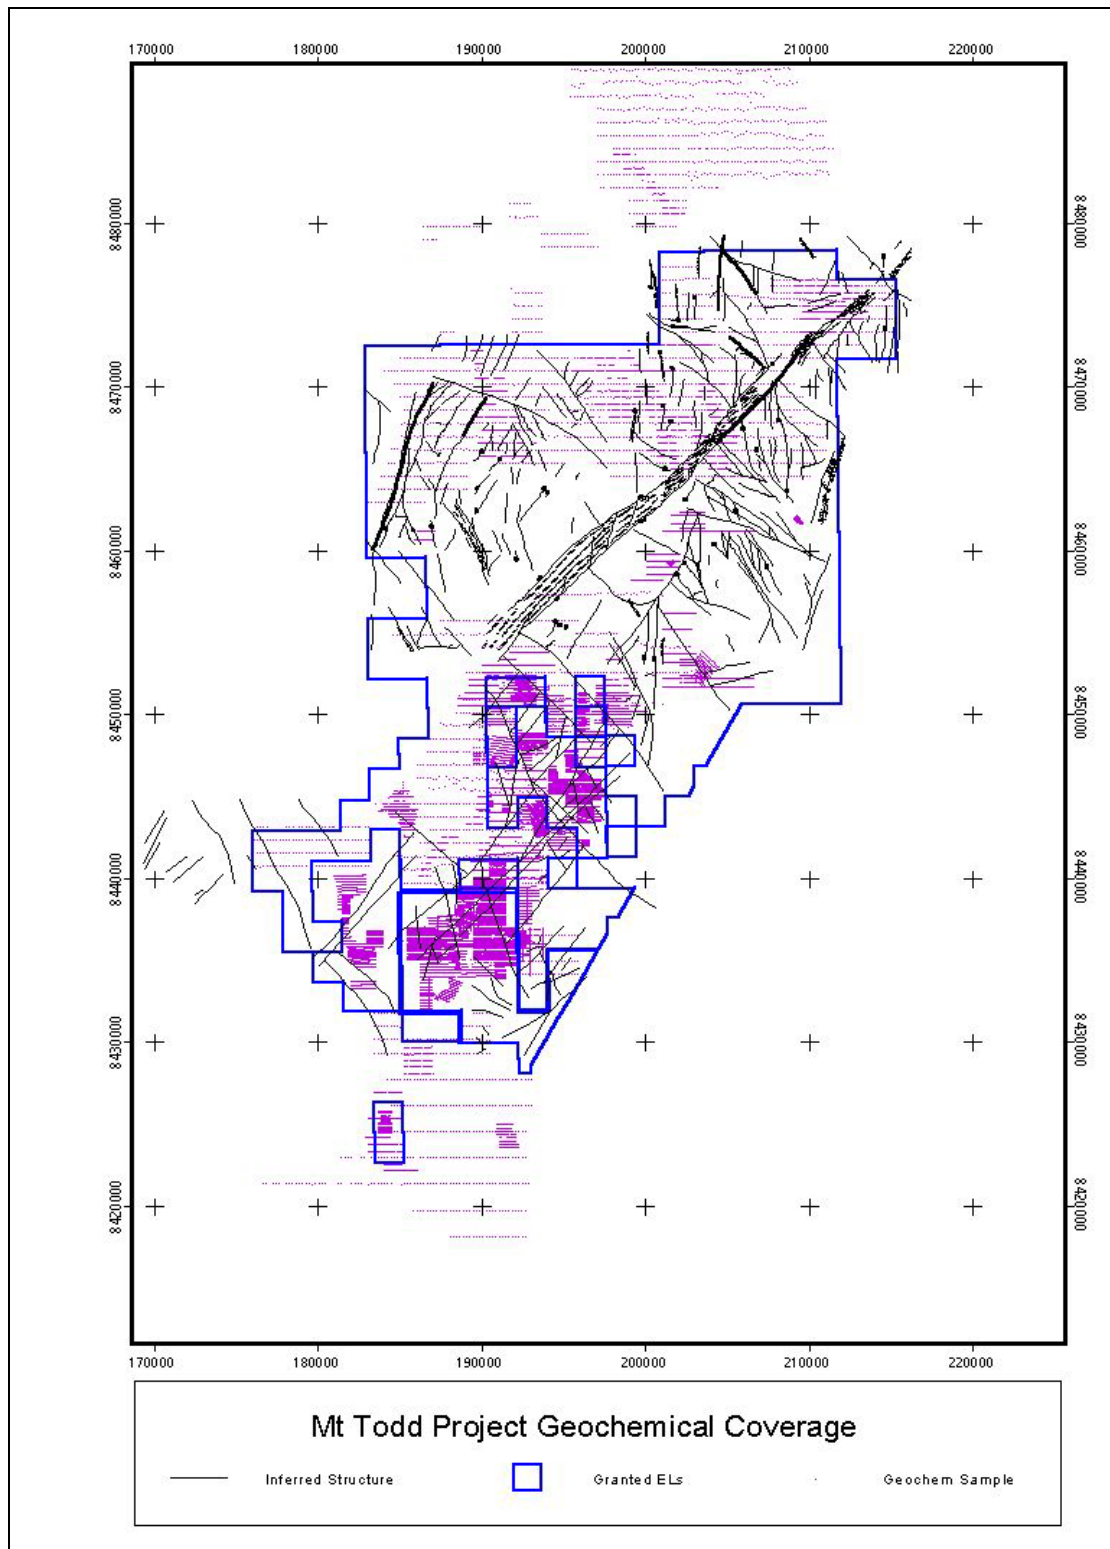 170000 180000 190000 200000 210000 220000
8480000 8480000
8470000 8470000
8460000 8460000
8450000 8450000
8440000 8440000
8430000 8430000
8420000 8420000
170000 180000 190000 200000 210000 220000
Mt Todd Project Geochemical Coverage
Inferred Structure Granted ELs Geochem Sample